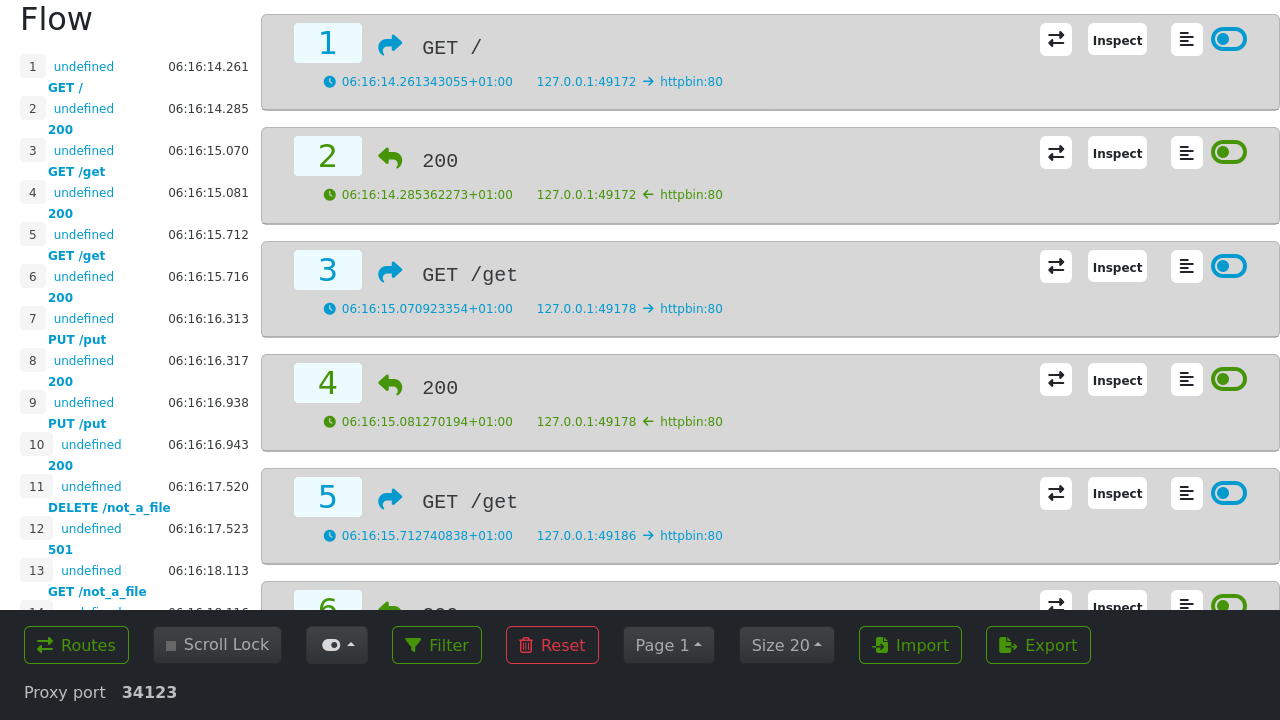 Flow
1 undefined 06:16:14.261
GET /
2 undefined 06:16:14.285
200
3 undefined 06:16:15.070
GET /get
4 undefined 06:16:15.081
200
5 undefined 06:16:15.712
GET /get
6 undefined 06:16:15.716
200
7 undefined 06:16:16.313
PUT /put
8 undefined 06:16:16.317
200
9 undefined 06:16:16.938
PUT /put
10 undefined 06:16:16.943
200
11 undefined 06:16:17.520
DELETE /not_a_file
12 undefined 06:16:17.523
501
13 undefined 06:16:18.113
GET /not_a_file
14 undefined 06:16:18.116
1 GET / Inspect
06:16:14.261343055+01:00 127.0.0.1:49172 → httpbin:80
2 200 Inspect
06:16:14.285362273+01:00 127.0.0.1:49172 ← httpbin:80
3 GET /get Inspect
06:16:15.070923354+01:00 127.0.0.1:49178 → httpbin:80
4 200 Inspect
06:16:15.081270194+01:00 127.0.0.1:49178 ← httpbin:80
5 GET /get Inspect
06:16:15.712740838+01:00 127.0.0.1:49186 → httpbin:80
6 200 Inspect
Routes Scroll Lock Filter Reset Page 1 Size 20 Import Export
Proxy port 34123